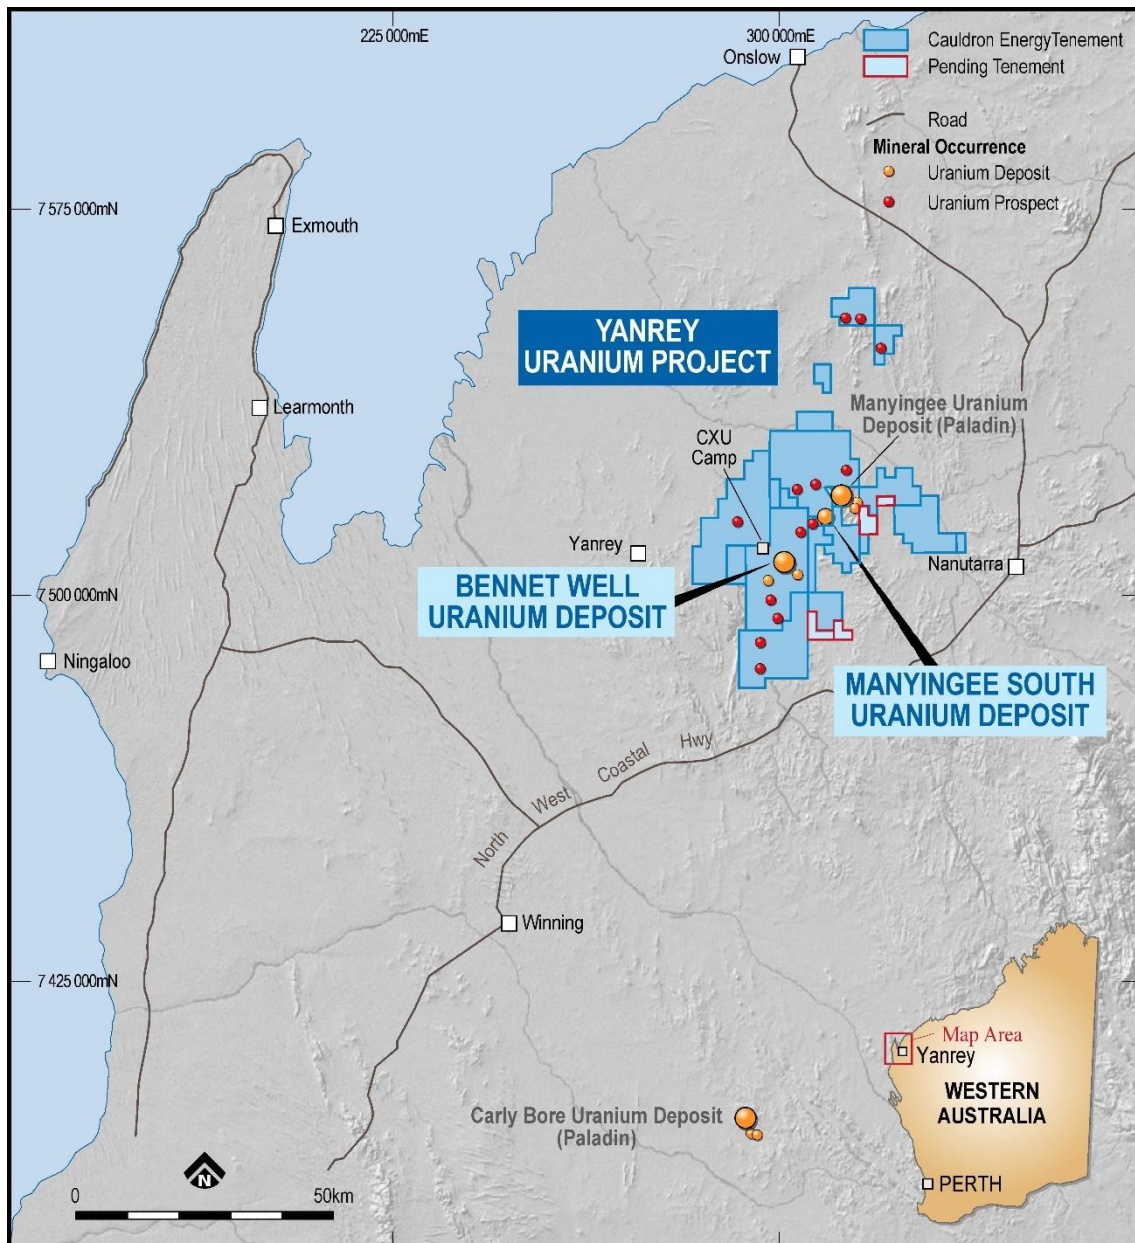 225 000mE
300 000mE
Onslow
Cauldron EnergyTenement
Pending Tenement
Road
Mineral Occurrence
Uranium Deposit
Uranium Prospect
7 575 000mN
Exmouth
YANREY
URANIUM PROJECT
Learmonth
Manyingee Uranium
Deposit (Paladin)
CXU
Camp
Yanrey
Nanutarra
BENNET WELL
URANIUM DEPOSIT
7 500 000mN
Ningaloo
MANYINGEE SOUTH
URANIUM DEPOSIT
North West Coastal Hwy
Winning
7 425 000mN
Map Area
Yanrey
WESTERN
AUSTRALIA
Carly Bore Uranium Deposit
(Paladin)
N
PERTH
0
50km